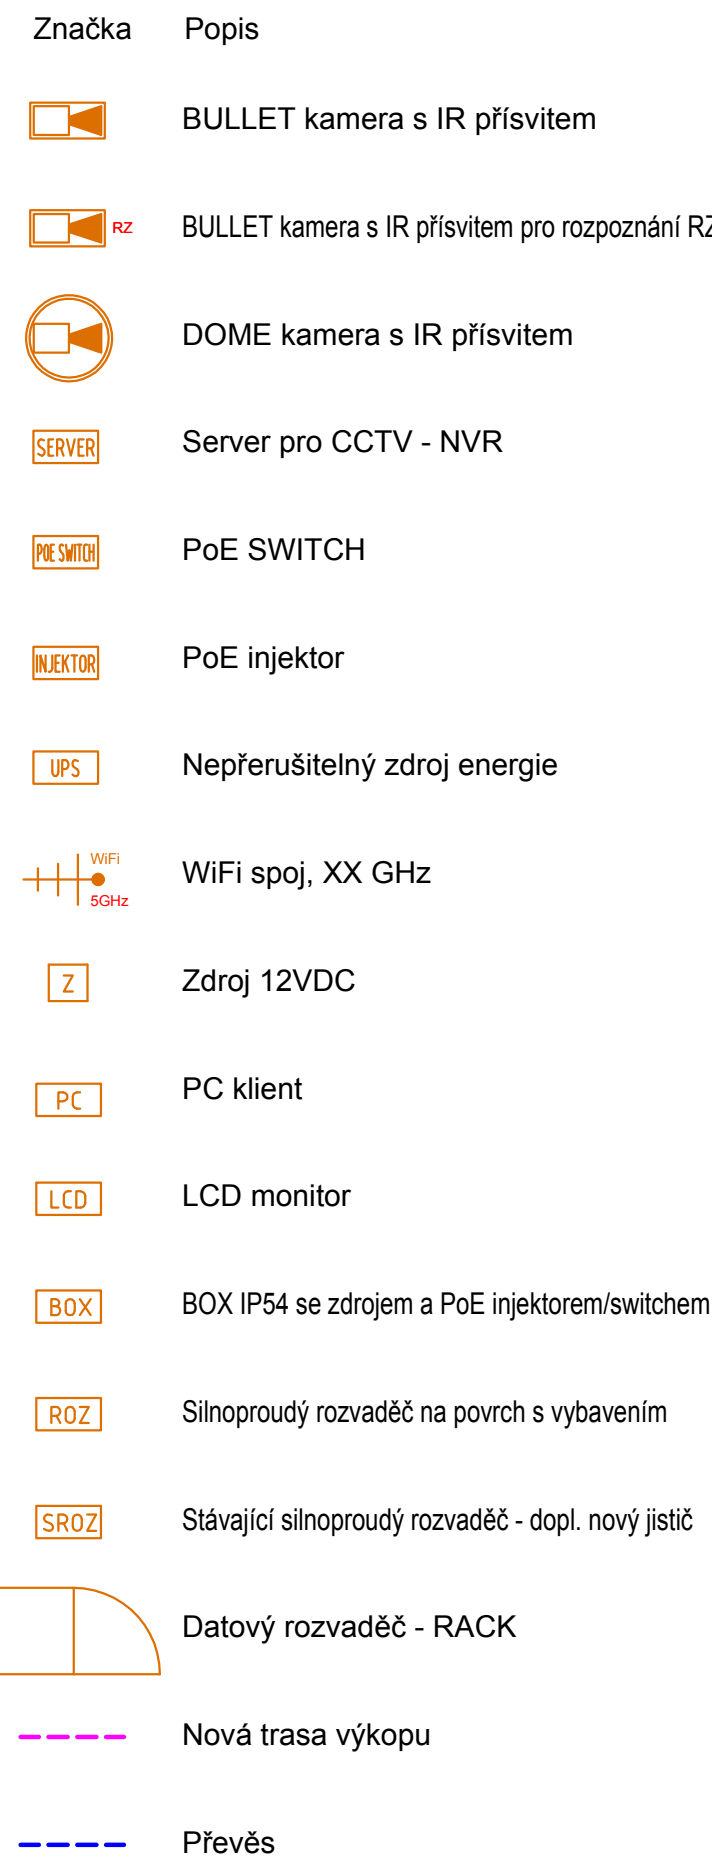 Značka Popis
BULLET kamera s IR přísvitem
RZ BULLET kamera s IR přísvitem pro rozpoznání RZ
DOME kamera s IR přísvitem
SERVER Server pro CCTV - NVR
POE SWITCH PoE SWITCH
INJEKTOR PoE injektor
UPS Nepřerušitelný zdroj energie
WiFi
5GHz WiFi spoj, XX GHz
Z Zdroj 12VDC
PC PC klient
LCD LCD monitor
BOX BOX IP54 se zdrojem a PoE injektorem/switchem
ROZ Silnoproudý rozvaděč na povrch s vybavením
SROZ Stávající silnoproudý rozvaděč - dopl. nový jistič
Datový rozvaděč - RACK
Nová trasa výkopu
Převěs